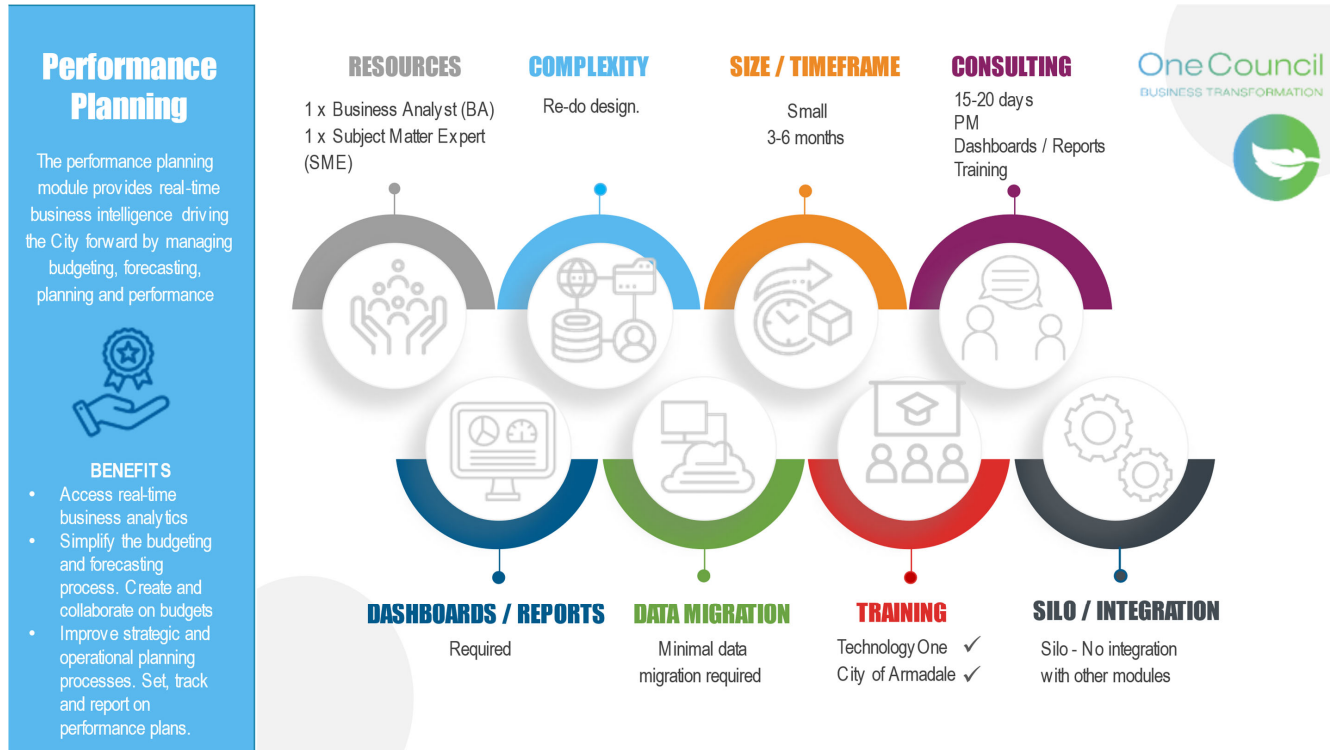 Performance
Planning
The performance planning
module provides real-time
business intelligence driving
the City forward by managing
budgeting, forecasting,
planning and performance
BENEFITS
• Access real-time
business analytics
• Simplify the budgeting
and forecasting
process. Create and
collaborate on budgets
• Improve strategic and
operational planning
processes. Set, track
and report on
performance plans.
RESOURCES
1 x Business Analyst (BA)
1 x Subject Matter Expert
(SME)
COMPLEXITY
Re-do design.
SIZE / TIMEFRAME
Small
3-6 months
CONSULTING
15-20 days
PM
Dashboards / Reports
Training
OneCouncil
BUSINESS TRANSFORMATION
DASHBOARDS / REPORTS
Required
DATA MIGRATION
Minimal data
migration required
TRAINING
Technology One ✓
City of Armadale ✓
SILO / INTEGRATION
Silo - No integration
with other modules